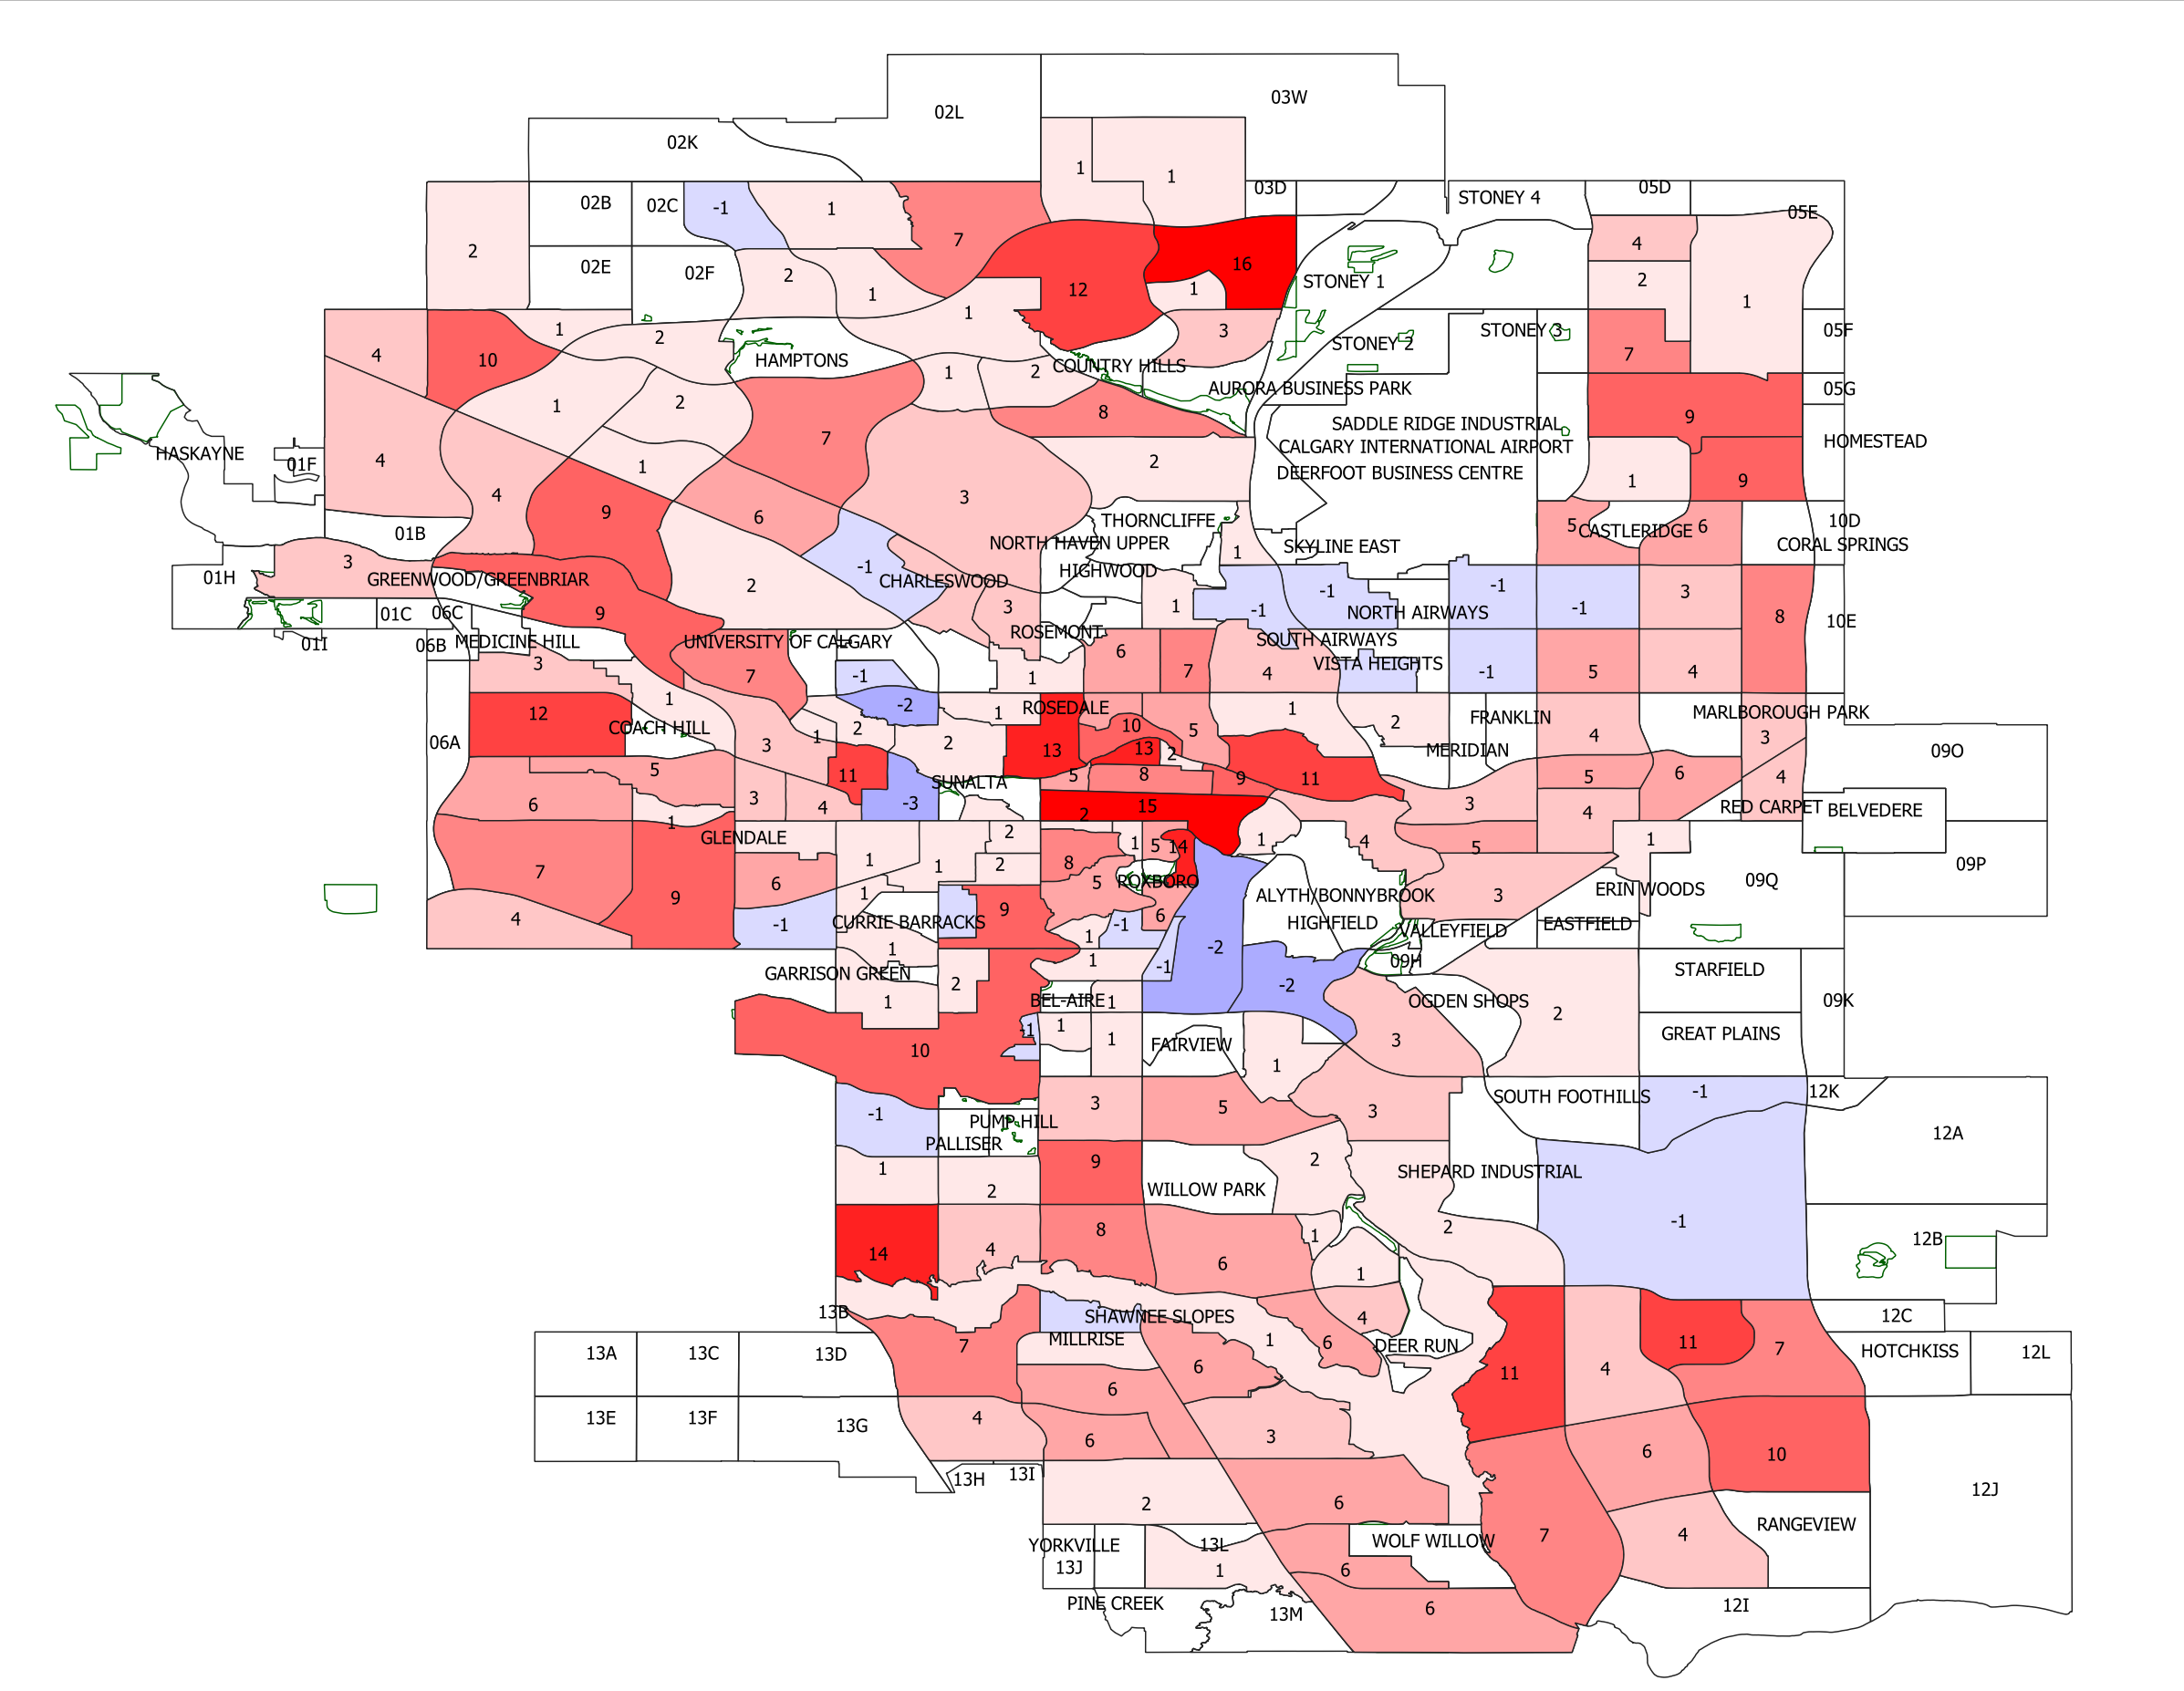 03W
02L
02K
1
1
03D
05D
STONEY 4
02B
02C
-1
1
05E
7
4
2
16
02E
02F
2
2
STONEY 1
12
1
1
1
1
3
1
2
STONEY 2
STONEY 3
05F
4
10
HAMPTONS
7
COUNTRY HILLS
1
2
AURORA BUSINESS PARK
05G
1
2
8
9
SADDLE RIDGE INDUSTRIAL
7
HOMESTEAD
CALGARY INTERNATIONAL AIRPORT
HASKAYNE
01F
4
1
2
DEERFOOT BUSINESS CENTRE
1
9
4
3
9
6
THORNCLIFFE
5
CASTLERIDGE
6
10D
01B
NORTH HAVEN UPPER
SKYLINE EAST
CORAL SPRINGS
3
1
-1
HIGHWOOD
01H
GREENWOOD/GREENBRIAR
2
CHARLESWOOD
-1
-1
3
01C
06C
9
3
1
-1
NORTH AIRWAYS
-1
8
10E
01I
06B
MEDICINE HILL
UNIVERSITY OF CALGARY
ROSEMONT
SOUTH AIRWAYS
3
6
VISTA HEIGHTS
7
-1
1
7
4
-1
5
4
1
-2
12
COACH HILL
1
ROSEDALE
1
2
FRANKLIN
MARLBOROUGH PARK
06A
2
10
5
4
3
3
1
2
13
13
2
MERIDIAN
09O
5
11
SUNALTA
5
8
9
11
5
6
4
6
3
4
-3
2
15
3
4
RED CARPET
BELVEDERE
1
GLENDALE
2
1
5
14
1
4
5
1
7
1
1
2
8
09P
6
1
5
ROXBORO
ALYTH/BONNYBROOK
3
ERIN WOODS
09Q
4
9
-1
CURRIE BARRACKS
9
1
-1
6
HIGHFIELD
VALLEYFIELD
EASTFIELD
1
1
-1
-2
09H
GARRISON GREEN
2
STARFIELD
1
BEL-AIRE
1
-2
OGDEN SHOPS
2
09K
10
-1
1
1
FAIRVIEW
1
3
GREAT PLAINS
-1
3
5
3
SOUTH FOOTHILLS
-1
12K
PUMP HILL
PALLISER
12A
1
9
2
SHEPARD INDUSTRIAL
2
WILLOW PARK
14
4
8
6
1
2
-1
12B
1
13B
SHAWNEE SLOPES
4
12C
13A
13C
13D
7
MILLRISE
1
6
DEER RUN
11
4
11
7
HOTCHKISS
12L
6
6
13E
13F
13G
4
6
3
6
10
13H
13I
2
6
12J
YORKVILLE
13L
WOLF WILLOW
7
4
RANGEVIEW
13J
1
6
PINE CREEK
13M
6
12I